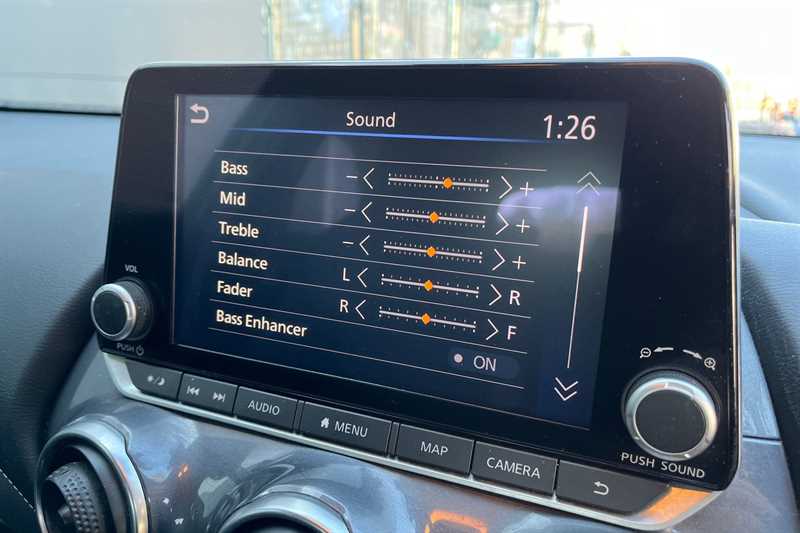 Sound 1:26
Bass - +
Mid - +
Treble - +
Balance L R
Fader R F
Bass Enhancer ON
VOL
PUSH
AUDIO
MENU
MAP
CAMERA
PUSH SOUND